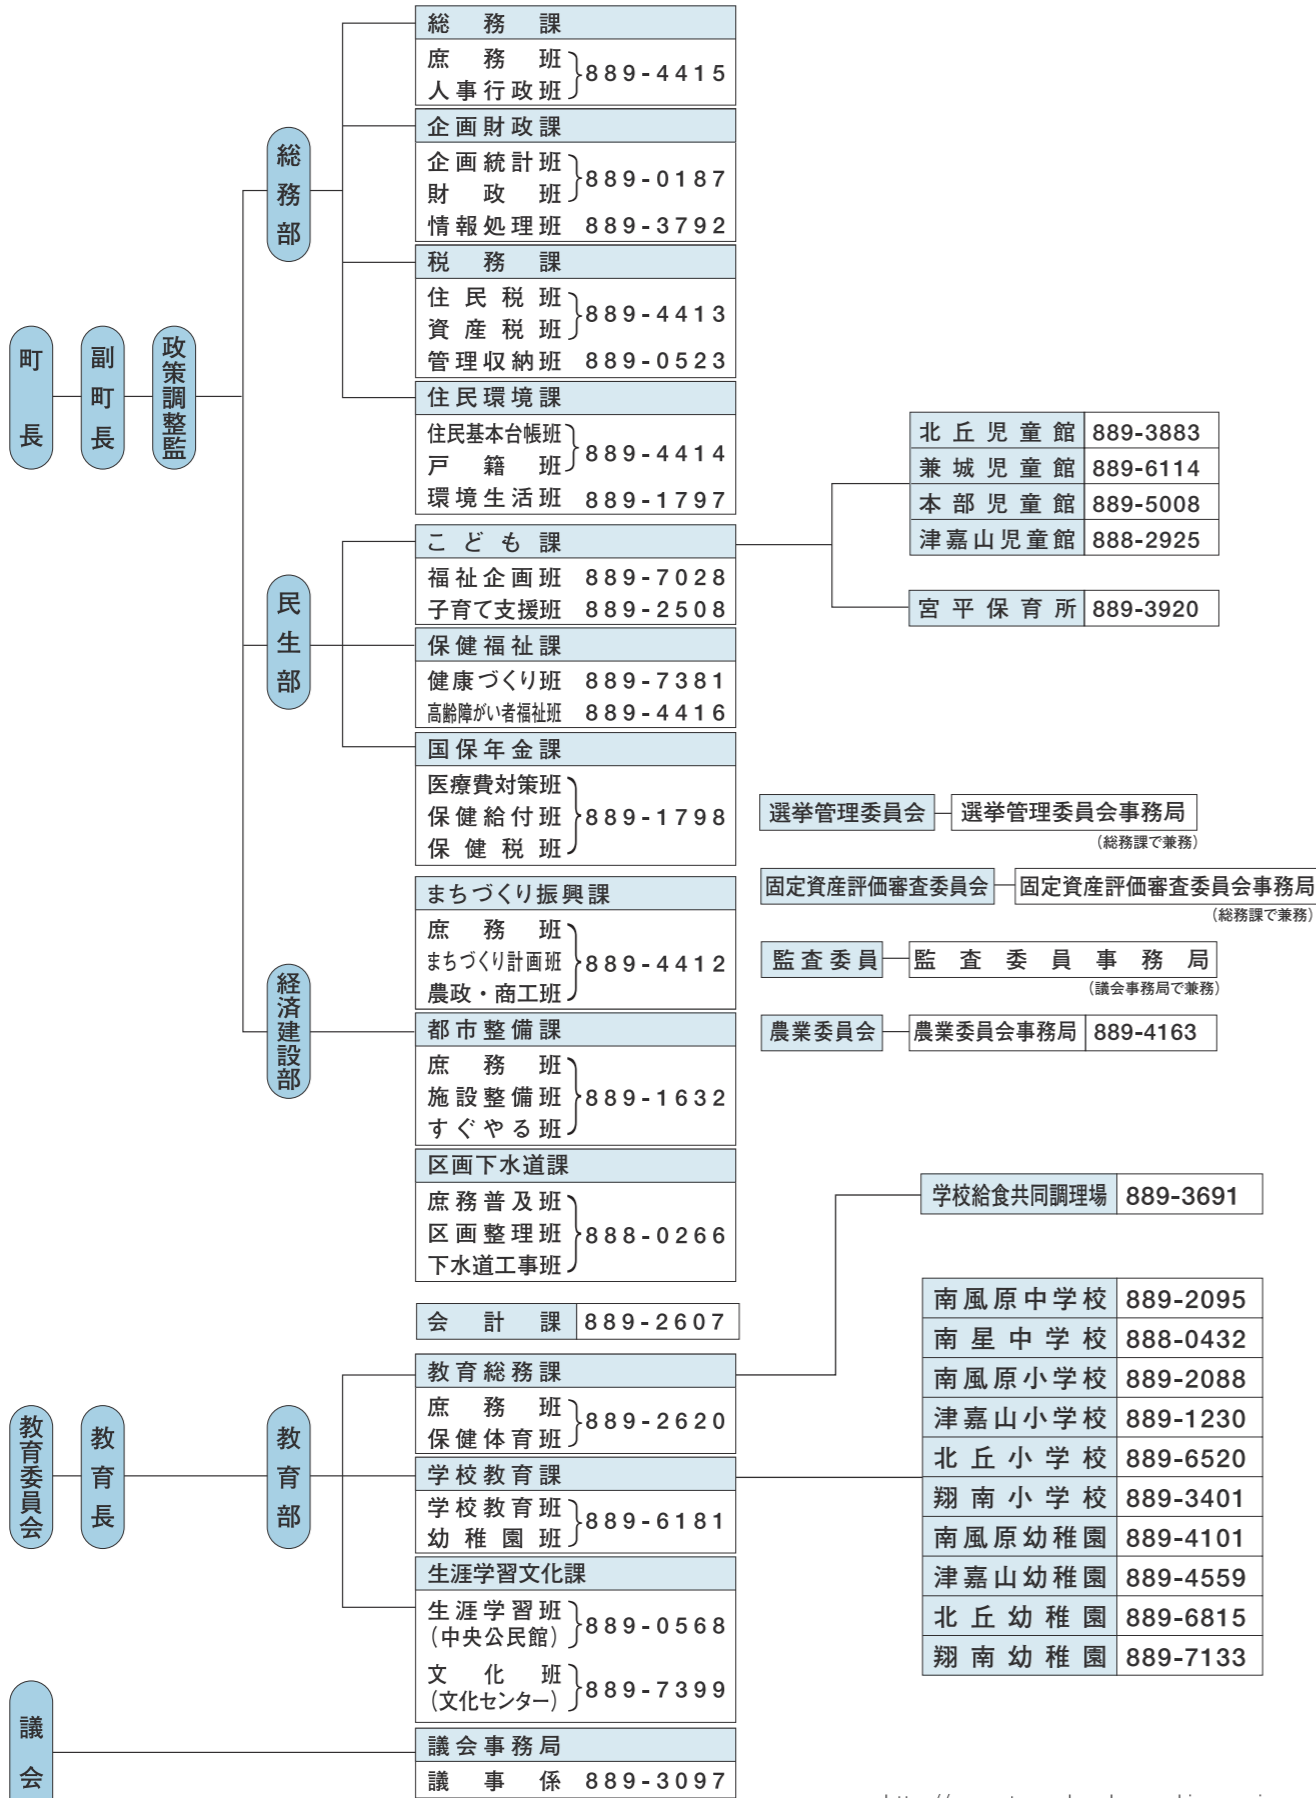 町長
副町長
政策調整監
総務部
総務課
庶務班
人事行政班
889-4415
企画財政課
企画統計班
財政班
889-0187
情報処理班 889-3792
税務課
住民税班
資産税班
889-4413
管理収納班 889-0523
住民環境課
住民基本台帳班
戸籍班
889-4414
環境生活班 889-1797
民生部
こども課
福祉企画班 889-7028
子育て支援班 889-2508
北丘児童館 889-3883
兼城児童館 889-6114
本部児童館 889-5008
津嘉山児童館 888-2925
宮平保育所 889-3920
保健福祉課
健康づくり班 889-7381
高齢障がい者福祉班 889-4416
国保年金課
医療費対策班
保健給付班
保健税班
889-1798
経済建設部
まちづくり振興課
庶務班
まちづくり計画班
農政・商工班
889-4412
都市整備課
庶務班
施設整備班
すぐやる班
889-1632
区画下水道課
庶務普及班
区画整理班
下水道工事班
888-0266
会計課 889-2607
選挙管理委員会 選挙管理委員会事務局
(総務課で兼務)
固定資産評価審査委員会 固定資産評価審査委員会事務局
(総務課で兼務)
監査委員 監査委員事務局
(議会事務局で兼務)
農業委員会 農業委員会事務局 889-4163
教育委員会
教育長
教育部
教育総務課
庶務班
保健体育班
889-2620
学校給食共同調理場 889-3691
学校教育課
学校教育班
幼稚園班
889-6181
南風原中学校 889-2095
南星中学校 888-0432
南風原小学校 889-2088
津嘉山小学校 889-1230
北丘小学校 889-6520
翔南小学校 889-3401
南風原幼稚園 889-4101
津嘉山幼稚園 889-4559
北丘幼稚園 889-6815
翔南幼稚園 889-7133
生涯学習文化課
生涯学習班
(中央公民館)
889-0568
文化班
(文化センター)
889-7399
議会
議会事務局
議事係 889-3097